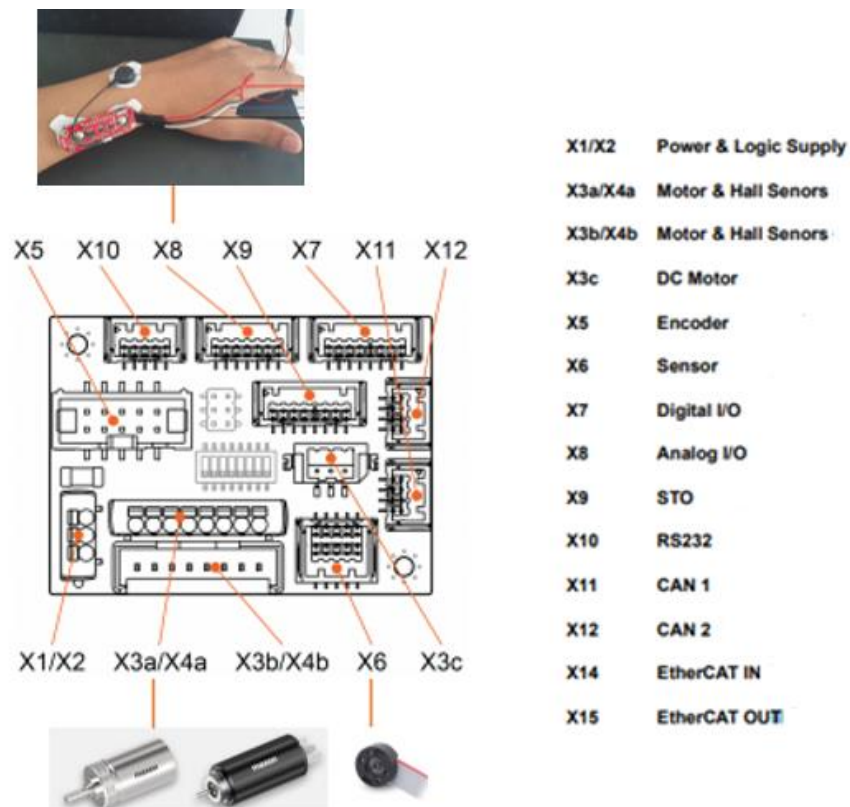 X5 X10 X8 X9 X7 X11 X12
X1/X2 X3a/X4a X3b/X4b X6 X3c
X1/X2 Power & Logic Supply
X3a/X4a Motor & Hall Senors
X3b/X4b Motor & Hall Senors
X3c DC Motor
X5 Encoder
X6 Sensor
X7 Digital I/O
X8 Analog I/O
X9 STO
X10 RS232
X11 CAN 1
X12 CAN 2
X14 EtherCAT IN
X15 EtherCAT OUT